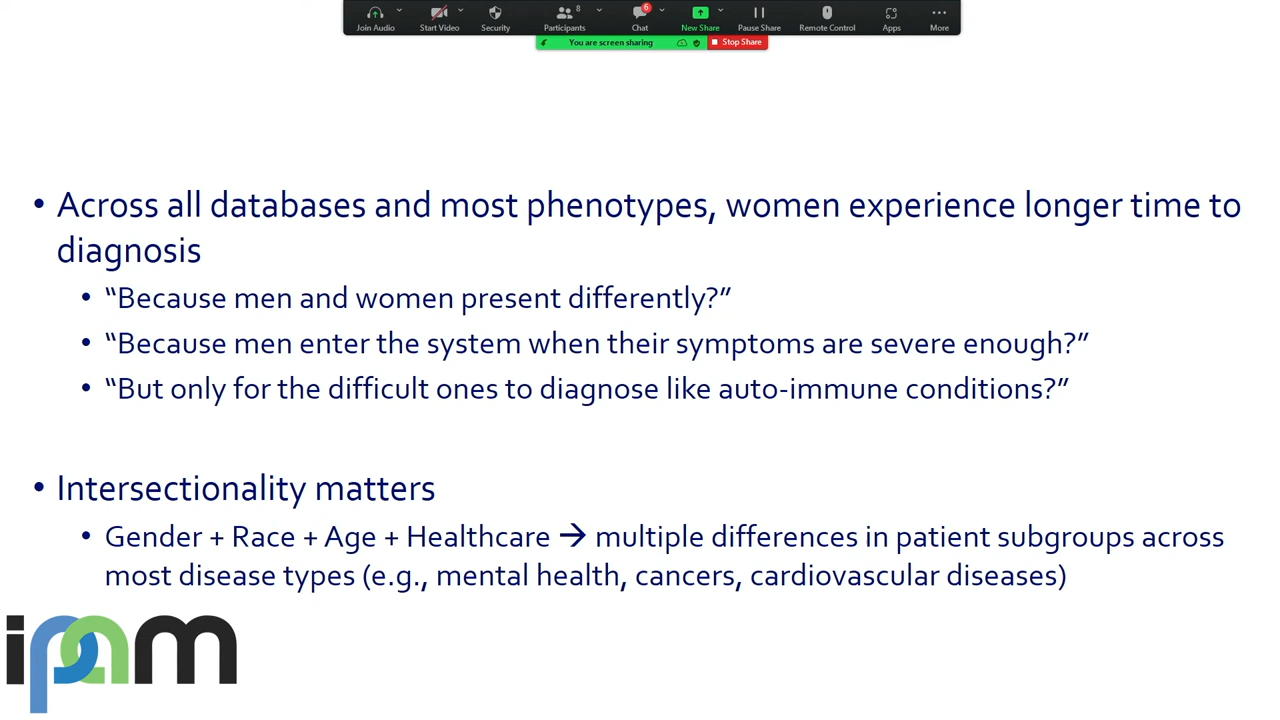 8
6
Join Audio
Start Video
Security
Participants
Chat
New Share
Pause Share
Remote Control
Apps
More
You are screen sharing
Stop Share
• Across all databases and most phenotypes, women experience longer time to
diagnosis
• “Because men and women present differently?”
• “Because men enter the system when their symptoms are severe enough?”
• “But only for the difficult ones to diagnose like auto-immune conditions?”
• Intersectionality matters
• Gender + Race + Age + Healthcare → multiple differences in patient subgroups across
most disease types (e.g., mental health, cancers, cardiovascular diseases)
ipam